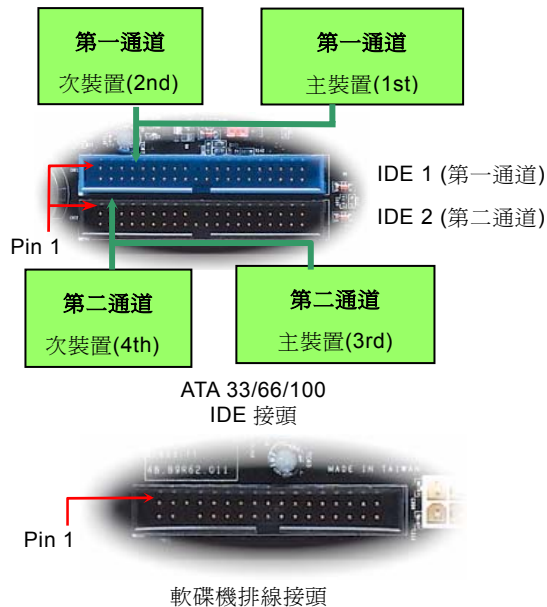 第一通道
次裝置(2nd)
第一通道
主裝置(1st)
IDE 1 (第一通道)
IDE 2 (第二通道)
Pin 1
第二通道
次裝置(4th)
第二通道
主裝置(3rd)
ATA 33/66/100
IDE 接頭
48.89R62.011
MADE IN TAIWAN
Pin 1
軟碟機排線接頭